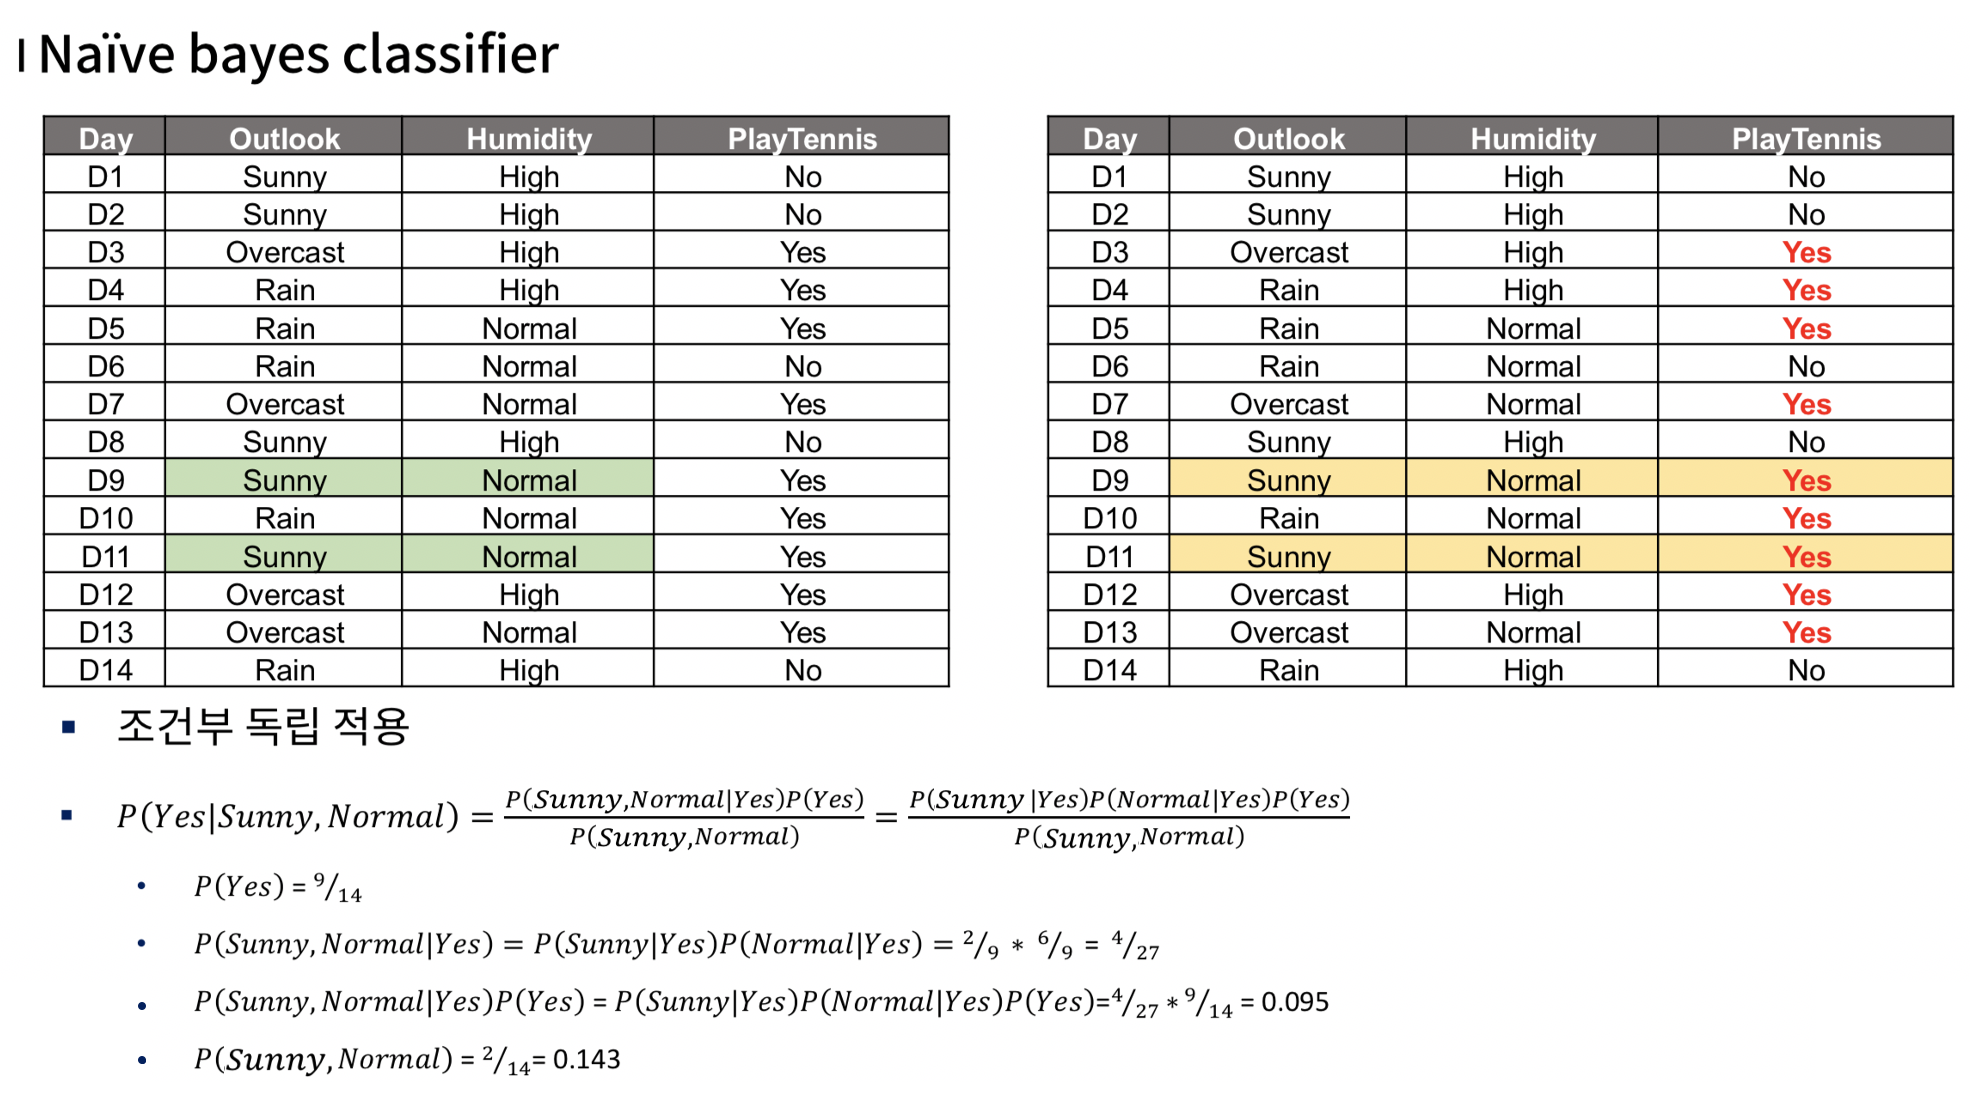 | Naïve bayes classifier
Day Outlook Humidity PlayTennis
D1 Sunny High No
D2 Sunny High No
D3 Overcast High Yes
D4 Rain High Yes
D5 Rain Normal Yes
D6 Rain Normal No
D7 Overcast Normal Yes
D8 Sunny High No
D9 Sunny Normal Yes
D10 Rain Normal Yes
D11 Sunny Normal Yes
D12 Overcast High Yes
D13 Overcast Normal Yes
D14 Rain High No
Day Outlook Humidity PlayTennis
D1 Sunny High No
D2 Sunny High No
D3 Overcast High Yes
D4 Rain High Yes
D5 Rain Normal Yes
D6 Rain Normal No
D7 Overcast Normal Yes
D8 Sunny High No
D9 Sunny Normal Yes
D10 Rain Normal Yes
D11 Sunny Normal Yes
D12 Overcast High Yes
D13 Overcast Normal Yes
D14 Rain High No
▪ 조건부 독립 적용
▪ P(Yes|Sunny, Normal) = P(Sunny,Normal|Yes)P(Yes) / P(Sunny,Normal) = P(Sunny |Yes)P(Normal|Yes)P(Yes) / P(Sunny,Normal)
• P(Yes) = 9/14
• P(Sunny, Normal|Yes) = P(Sunny|Yes)P(Normal|Yes) = 2/9 * 6/9 = 4/27
• P(Sunny, Normal|Yes)P(Yes) = P(Sunny|Yes)P(Normal|Yes)P(Yes)=4/27 * 9/14 = 0.095
• P(Sunny, Normal) = 2/14= 0.143